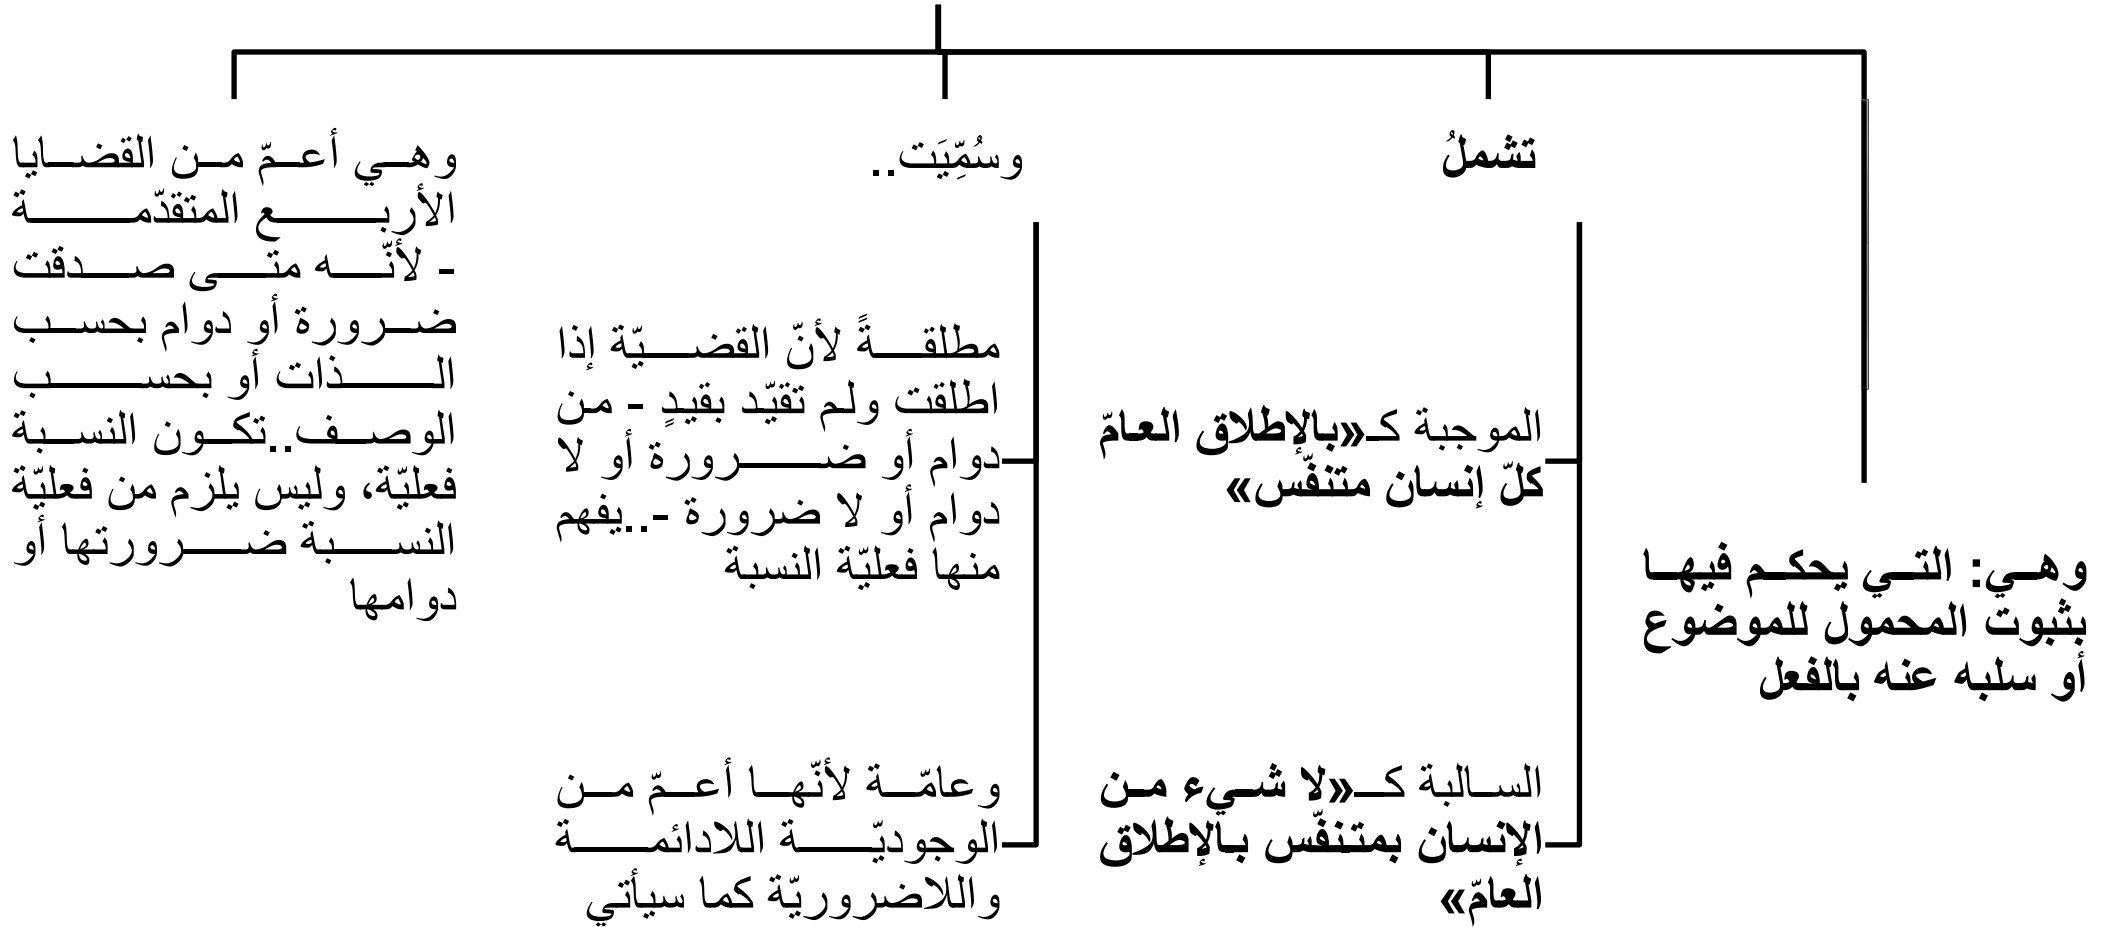 وهي: التي يحكم فيها
بثبوت المحمول للموضوع
أو سلبه عنه بالفعل
تشملُ
الموجبة كـ«بالإطلاق العامّ
كلّ إنسان متنفّس»
السالبة كـ«لا شيء من
الإنسان بمتنفّس بالإطلاق
العامّ»
وسُمِّيَت..
مطلقةً لأنّ القضيّة إذا
اطلقت ولم تقيّد بقيدٍ - من
دوام أو ضرورة أو لا
دوام أو لا ضرورة -..يفهم
منها فعليّة النسبة
وعامّة لأنّها أعمّ من
الوجوديّة اللادائمة
واللاضروريّة كما سيأتي
وهي أعمّ من القضايا
الأربع المتقدّمة
- لأنّه متى صدقت
ضرورة أو دوام بحسب
الذات أو بحسب
الوصف..تكون النسبة
فعليّة، وليس يلزم من فعليّة
النسبة ضرورتها أو
دوامها